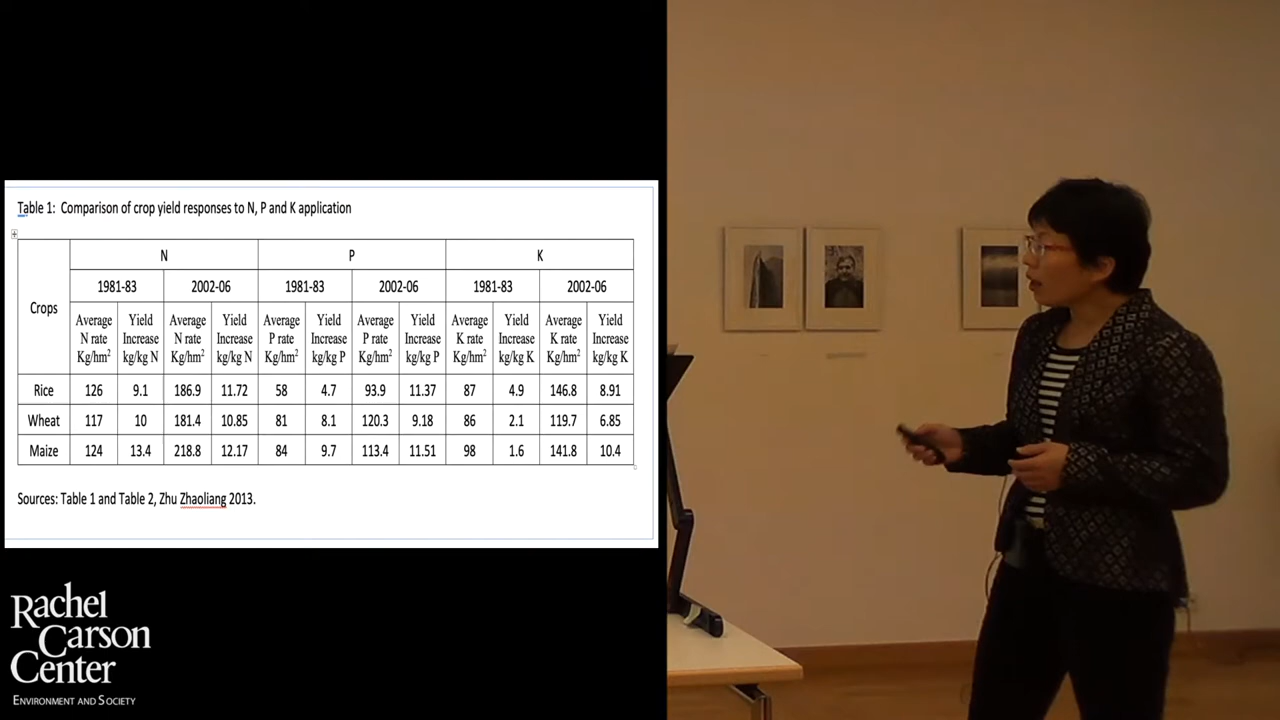 Table 1: Comparison of crop yield responses to N, P and K application
Crops N P K
1981-83 2002-06 1981-83 2002-06 1981-83 2002-06
Average N rate Kg/hm² Yield Increase kg/kg N Average N rate Kg/hm² Yield Increase kg/kg N Average P rate Kg/hm² Yield Increase kg/kg P Average P rate Kg/hm² Yield Increase kg/kg P Average K rate Kg/hm² Yield Increase kg/kg K Average K rate Kg/hm² Yield Increase kg/kg K
Rice 126 9.1 186.9 11.72 58 4.7 93.9 11.37 87 4.9 146.8 8.91
Wheat 117 10 181.4 10.85 81 8.1 120.3 9.18 86 2.1 119.7 6.85
Maize 124 13.4 218.8 12.17 84 9.7 113.4 11.51 98 1.6 141.8 10.4
Sources: Table 1 and Table 2, Zhu Zhaoliang 2013.
Rachel
Carson
Center
Environment and Society